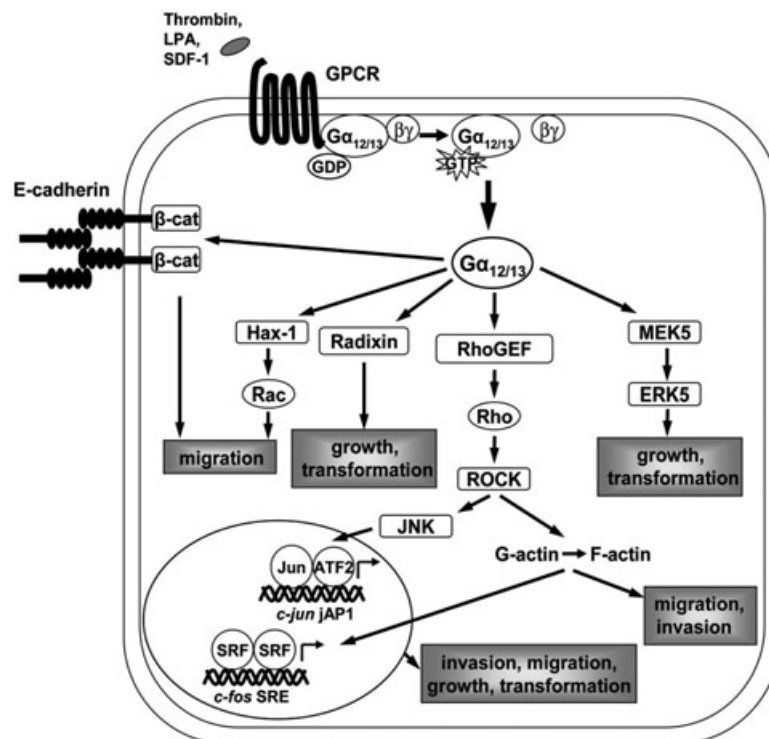 Thrombin,
LPA,
SDF-1
GPCR
Gα12/13
βγ
GDP
Gα12/13
GTP
βγ
E-cadherin
β-cat
β-cat
Gα12/13
Hax-1
Radixin
RhoGEF
MEK5
Rac
Rho
ERK5
migration
growth,
transformation
ROCK
growth,
transformation
JNK
G-actin
F-actin
Jun
ATF2
c-jun jAP1
migration,
invasion
SRF
SRF
c-fos SRE
invasion, migration,
growth, transformation